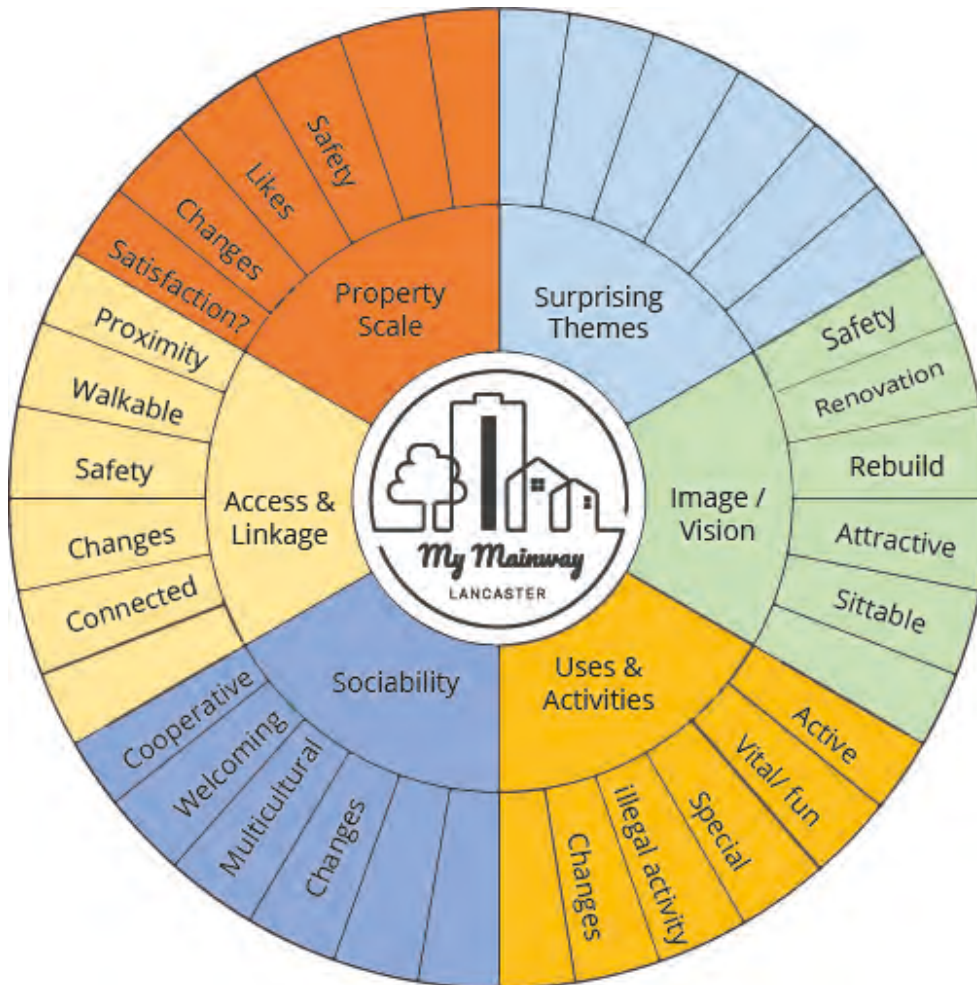 Safety
Likes
Changes
Satisfaction?
Property
Scale
Surprising
Themes
Safety
Renovation
Rebuild
Attractive
Sittable
Image /
Vision
Proximity
Walkable
Safety
Changes
Connected
Access &
Linkage
My Mainway
LANCASTER
Sociability
Cooperative
Welcoming
Multicultural
Changes
Uses &
Activities
Active
Vital/ fun
Special
illegal activity
Changes